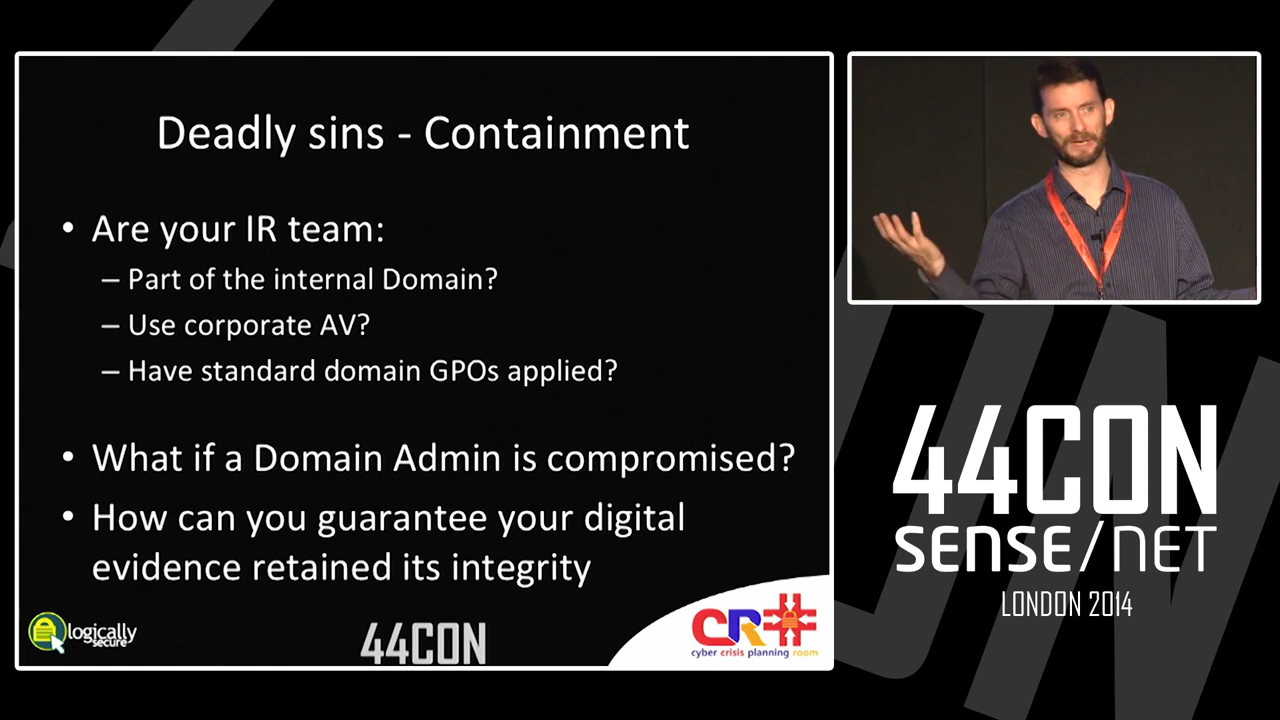 Deadly sins - Containment
• Are your IR team:
– Part of the internal Domain?
– Use corporate AV?
– Have standard domain GPOs applied?
• What if a Domain Admin is compromised?
• How can you guarantee your digital
evidence retained its integrity
logically
secure
44CON
CR
cyber crisis planning room
44CON
SENSE/NET
LONDON 2014